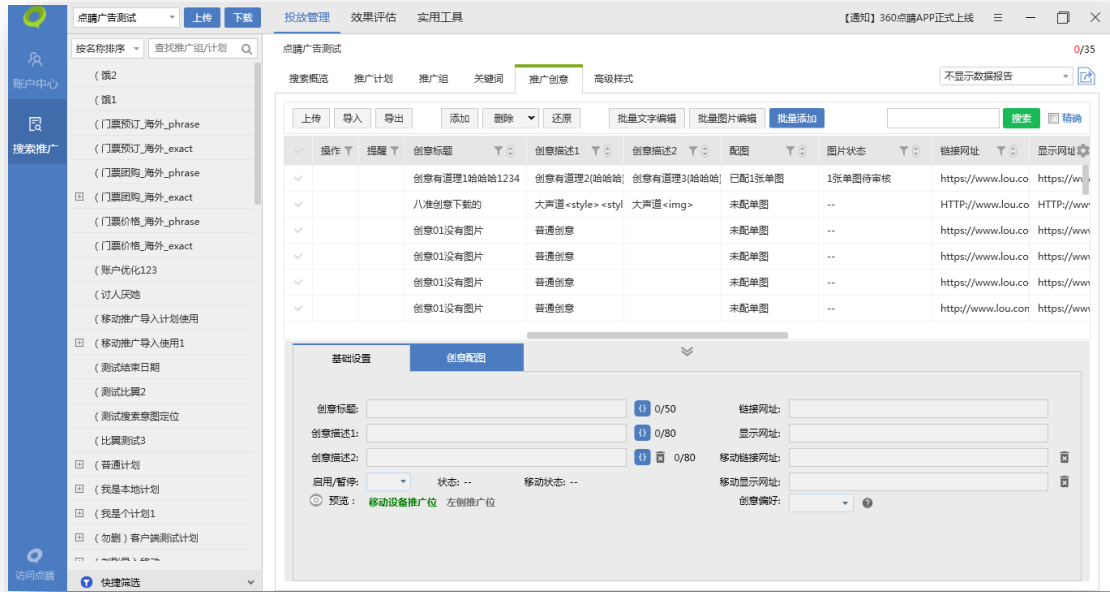 点睛广告测试 上传 下载 投放管理 效果评估 实用工具 【通知】360点睛APP正式上线
按名称排序 查找推广组/计划 点睛广告测试 0/35
账户中心
搜索推广
(饿2
(饿1
(门票预订_海外_phrase
(门票预订_海外_exact
(门票团购_海外_phrase
(门票团购_海外_exact
(门票价格_海外_phrase
(门票价格_海外_exact
(账户优化123
(讨人厌她
(移动推广导入计划使用
(移动推广导入使用1
(测试结束日期
(测试比翼2
(测试搜索意图定位
(比翼测试3
(普通计划
(我是本地计划
(我是个计划1
(勿删)客户端测试计划
访问点睛
快捷筛选
搜索概览 推广计划 推广组 关键词 推广创意 高级样式 不显示数据报告
上传 导入 导出 添加 删除 还原 批量文字编辑 批量图片编辑 批量添加 搜索 精确
操作 提醒 创意标题 创意描述1 创意描述2 配图 图片状态 链接网址 显示网址
创意有道理1哈哈哈1234 创意有道理2(哈哈哈) 创意有道理3(哈哈哈) 已配1张单图 1张单图待审核 https://www.lou.co https://ww
八准创意下载的 大声道<style><styl 大声道<img> 未配单图 -- HTTP://www.lou.co HTTP://ww
创意01没有图片 普通创意 未配单图 -- https://www.lou.co https://ww
创意01没有图片 普通创意 未配单图 -- https://www.lou.co https://ww
创意01没有图片 普通创意 未配单图 -- https://www.lou.co https://ww
创意01没有图片 普通创意 未配单图 -- http://www.lou.con https://ww
基础设置 创意配图
创意标题: {} 0/50 链接网址:
创意描述1: {} 0/80 显示网址:
创意描述2: {} 0/80 移动链接网址:
启用/暂停: 状态: -- 移动状态: -- 移动显示网址:
预览: 移动设备推广位 左侧推广位 创意偏好: